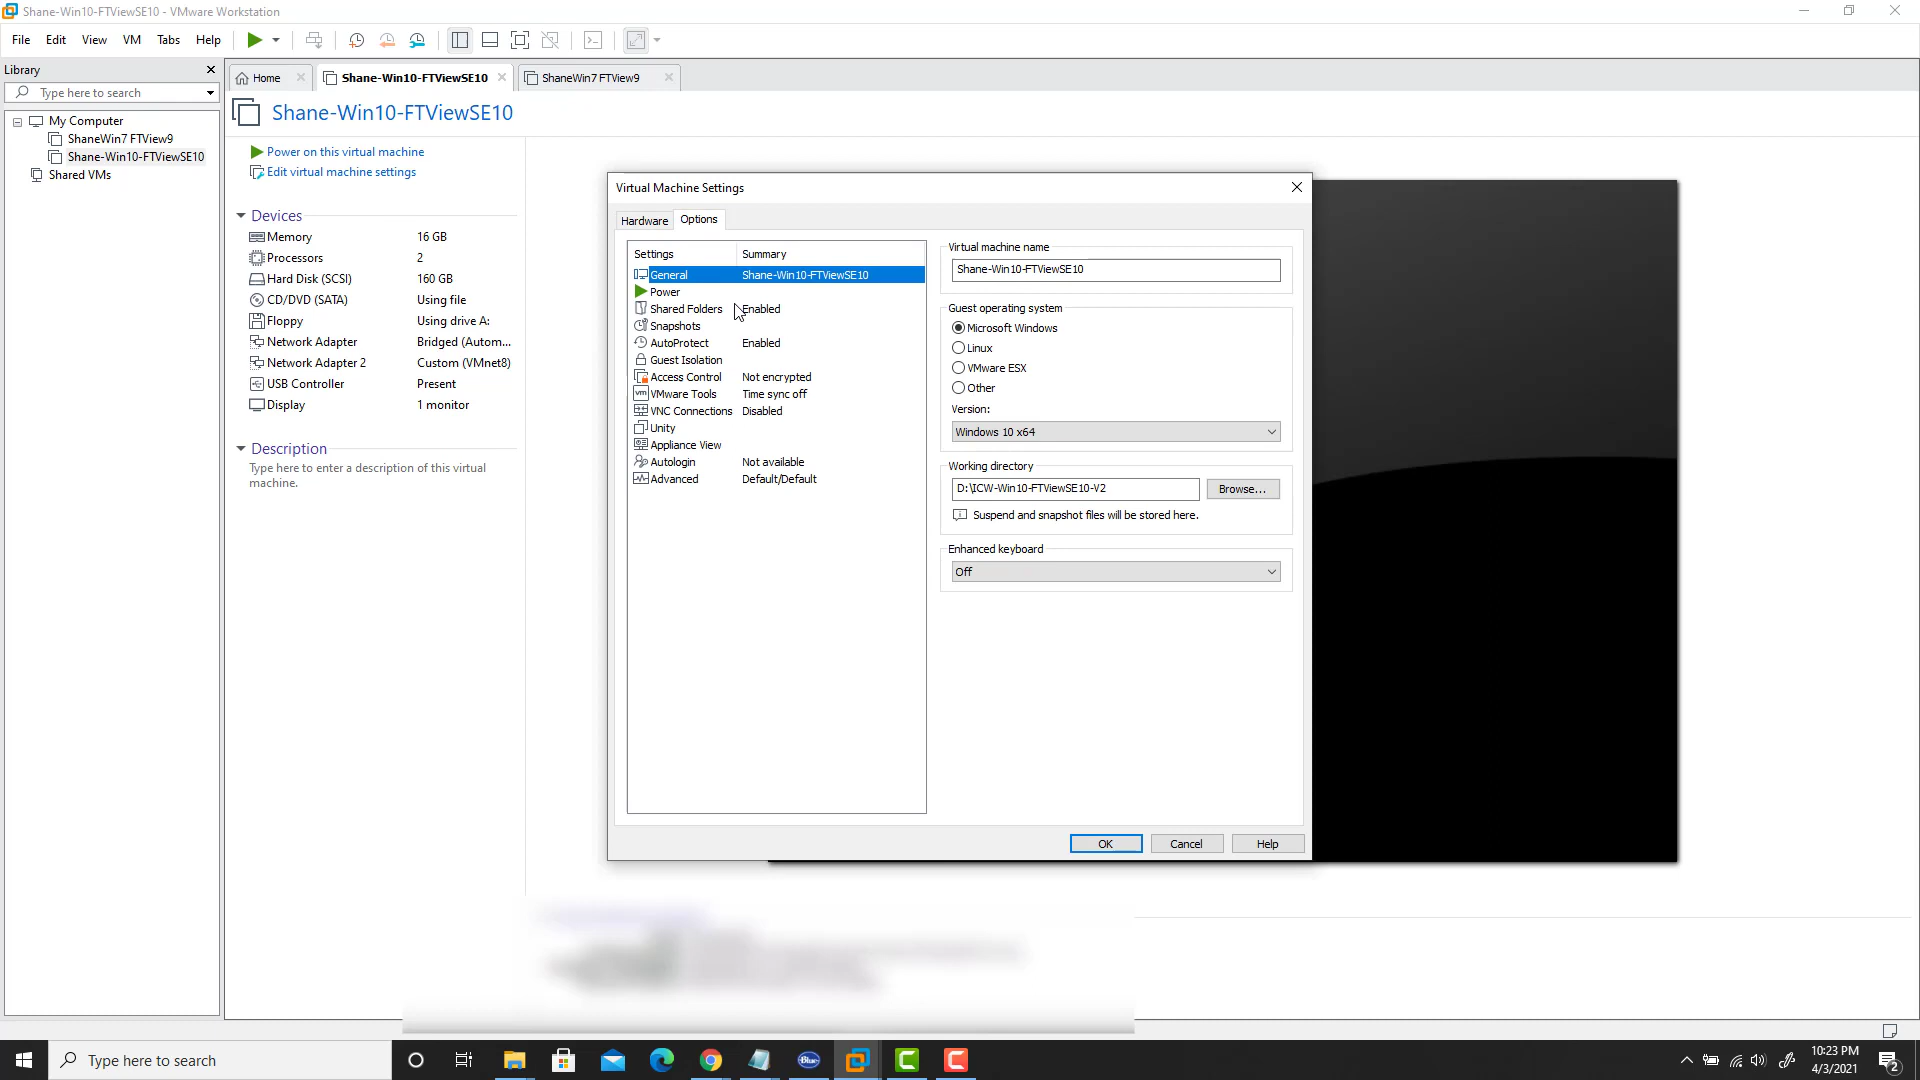 Shane-Win10-FTViewSE10 - VMware Workstation
File Edit View VM Tabs Help
Library
Type here to search
My Computer
ShaneWin7 FTView9
Shane-Win10-FTViewSE10
Shared VMs
Home
Shane-Win10-FTViewSE10
ShaneWin7 FTView9
Shane-Win10-FTViewSE10
Power on this virtual machine
Edit virtual machine settings
Devices
Memory 16 GB
Processors 2
Hard Disk (SCSI) 160 GB
CD/DVD (SATA) Using file
Floppy Using drive A:
Network Adapter Bridged (Autom...
Network Adapter 2 Custom (VMnet8)
USB Controller Present
Display 1 monitor
Description
Type here to enter a description of this virtual
machine.
Virtual Machine Settings
Hardware Options
Settings Summary
General Shane-Win10-FTViewSE10
Power
Shared Folders Enabled
Snapshots
AutoProtect Enabled
Guest Isolation
Access Control Not encrypted
VMware Tools Time sync off
VNC Connections Disabled
Unity
Appliance View
Autologin Not available
Advanced Default/Default
Virtual machine name
Shane-Win10-FTViewSE10
Guest operating system
Microsoft Windows
Linux
VMware ESX
Other
Version:
Windows 10 x64
Working directory
D:\ICW-Win10-FTViewSE10-V2
Browse...
Suspend and snapshot files will be stored here.
Enhanced keyboard
Off
OK Cancel Help
Type here to search
Blue
10:23 PM
4/3/2021
2